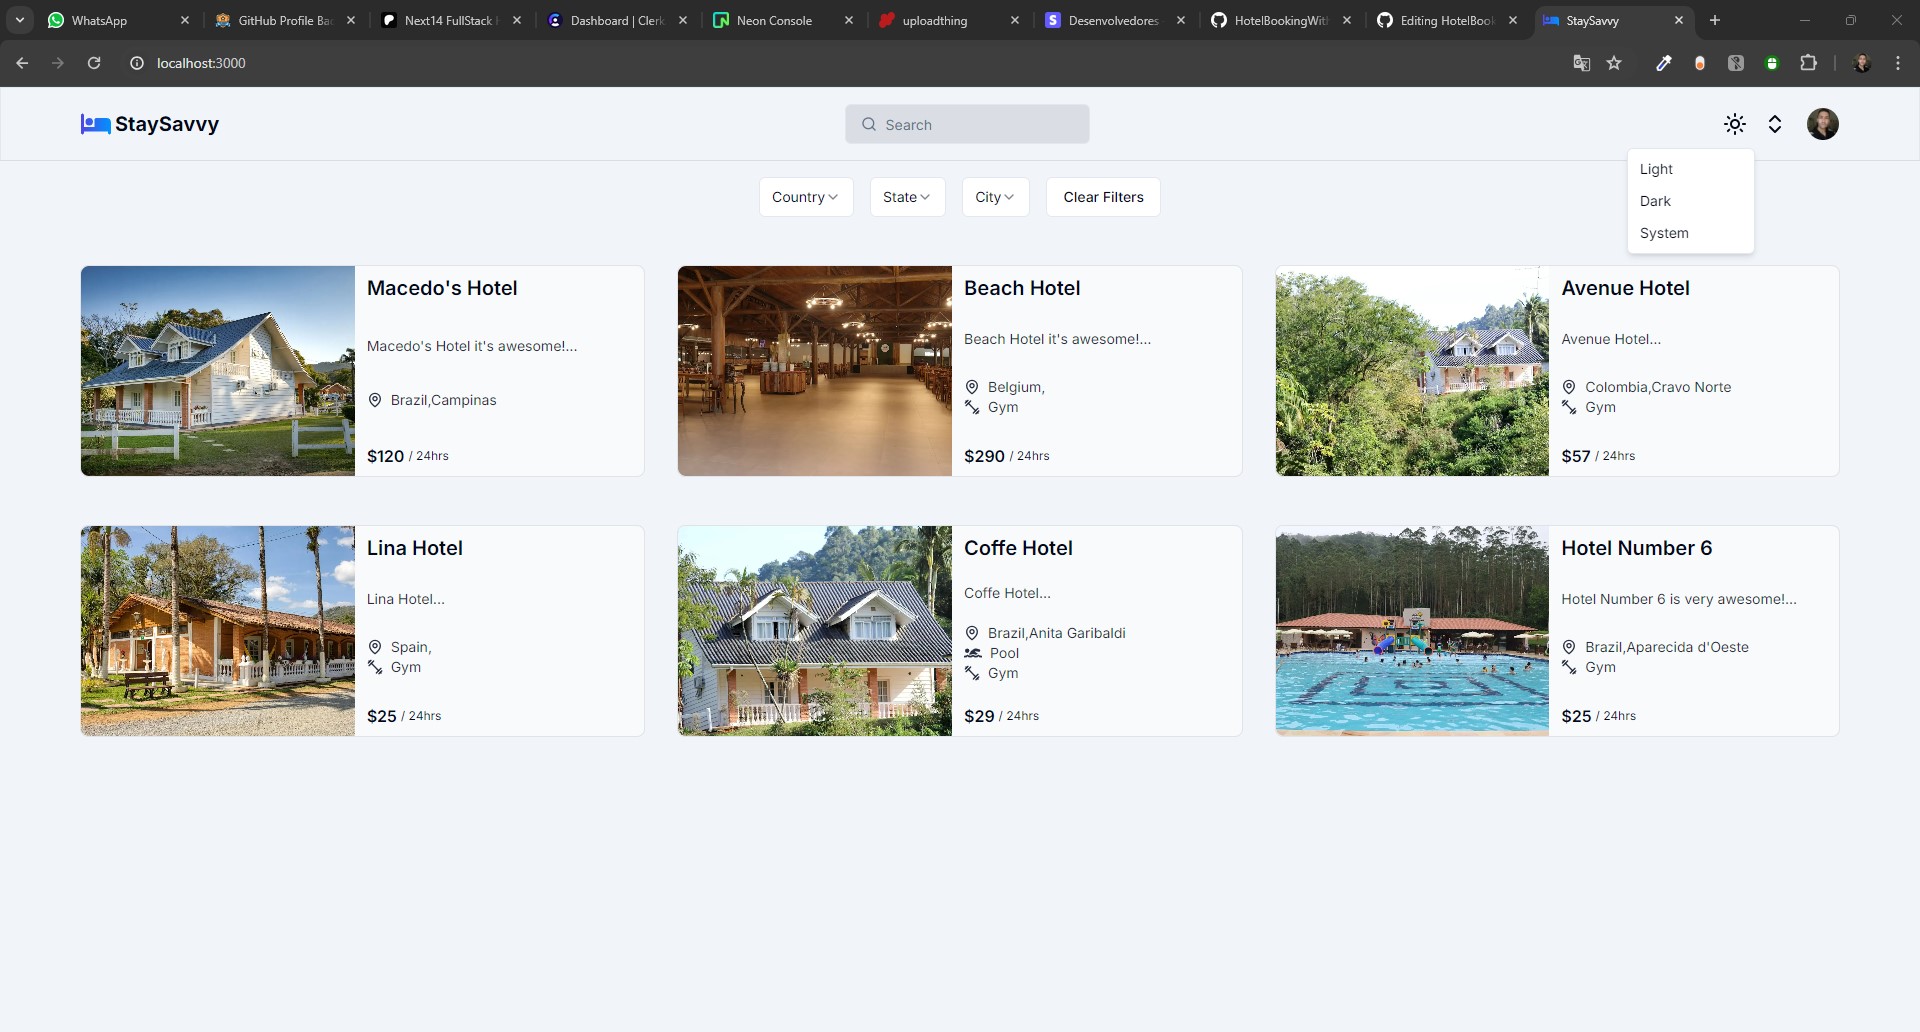 WhatsApp
GitHub Profile Bac
Next14 FullStack H
Dashboard | Clerk
Neon Console
uploadthing
Desenvolvedores
HotelBookingWith
Editing HotelBook
StaySavvy
localhost:3000
StaySavvy
Search
Country
State
City
Clear Filters
Light
Dark
System
Macedo's Hotel
Macedo's Hotel it's awesome!...
Brazil,Campinas
$120 / 24hrs
Beach Hotel
Beach Hotel it's awesome!...
Belgium,
Gym
$290 / 24hrs
Avenue Hotel
Avenue Hotel...
Colombia,Cravo Norte
Gym
$57 / 24hrs
Lina Hotel
Lina Hotel...
Spain,
Gym
$25 / 24hrs
Coffe Hotel
Coffe Hotel...
Brazil,Anita Garibaldi
Pool
Gym
$29 / 24hrs
Hotel Number 6
Hotel Number 6 is very awesome!...
Brazil,Aparecida d'Oeste
Gym
$25 / 24hrs